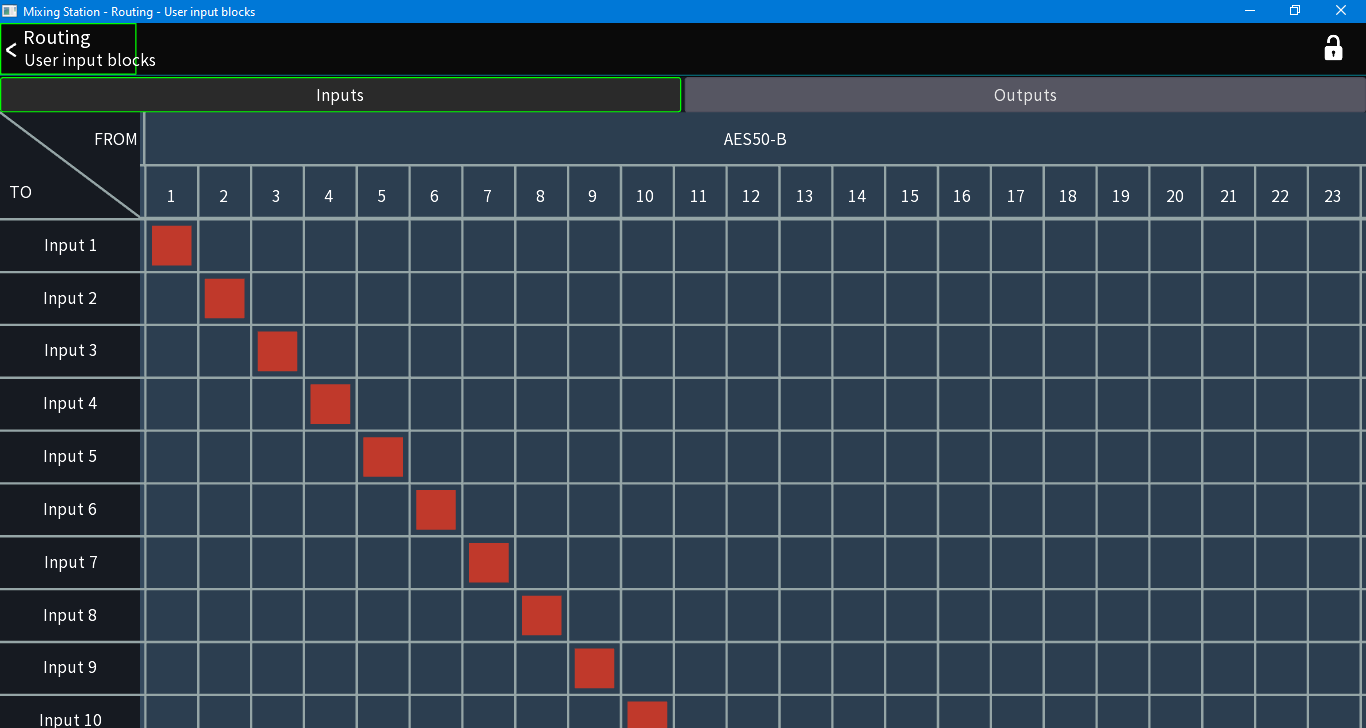 Mixing Station - Routing - User input blocks
Routing
User input blocks
Inputs Outputs
FROM AES50-B
TO 1 2 3 4 5 6 7 8 9 10 11 12 13 14 15 16 17 18 19 20 21 22 23
Input 1
Input 2
Input 3
Input 4
Input 5
Input 6
Input 7
Input 8
Input 9
Input 10